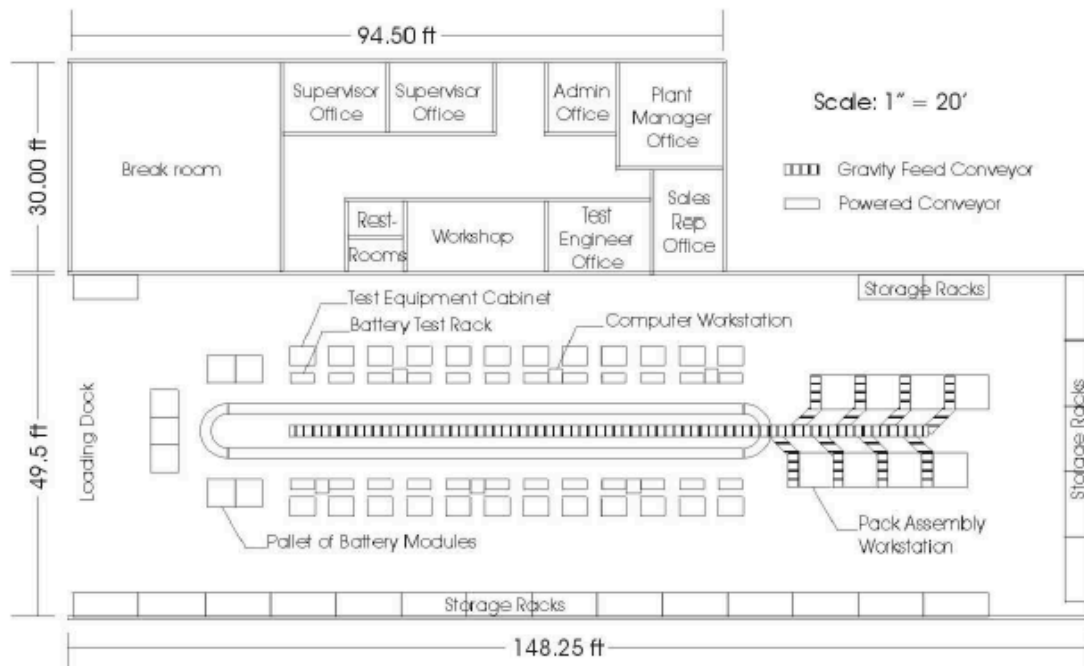 94.50 ft
30.00 ft
Supervisor
Office
Supervisor
Office
Admin
Office
Plant
Manager
Office
Scale: 1" = 20'
Break room
Gravity Feed Conveyor
Powered Conveyor
Rest-
Rooms
Workshop
Test
Engineer
Office
Sales
Rep
Office
49.5 ft
Loading Dock
Test Equipment Cabinet
Battery Test Rack
Computer Workstation
Storage Racks
Storage Racks
Pallet of Battery Modules
Pack Assembly
Workstation
Storage Racks
148.25 ft